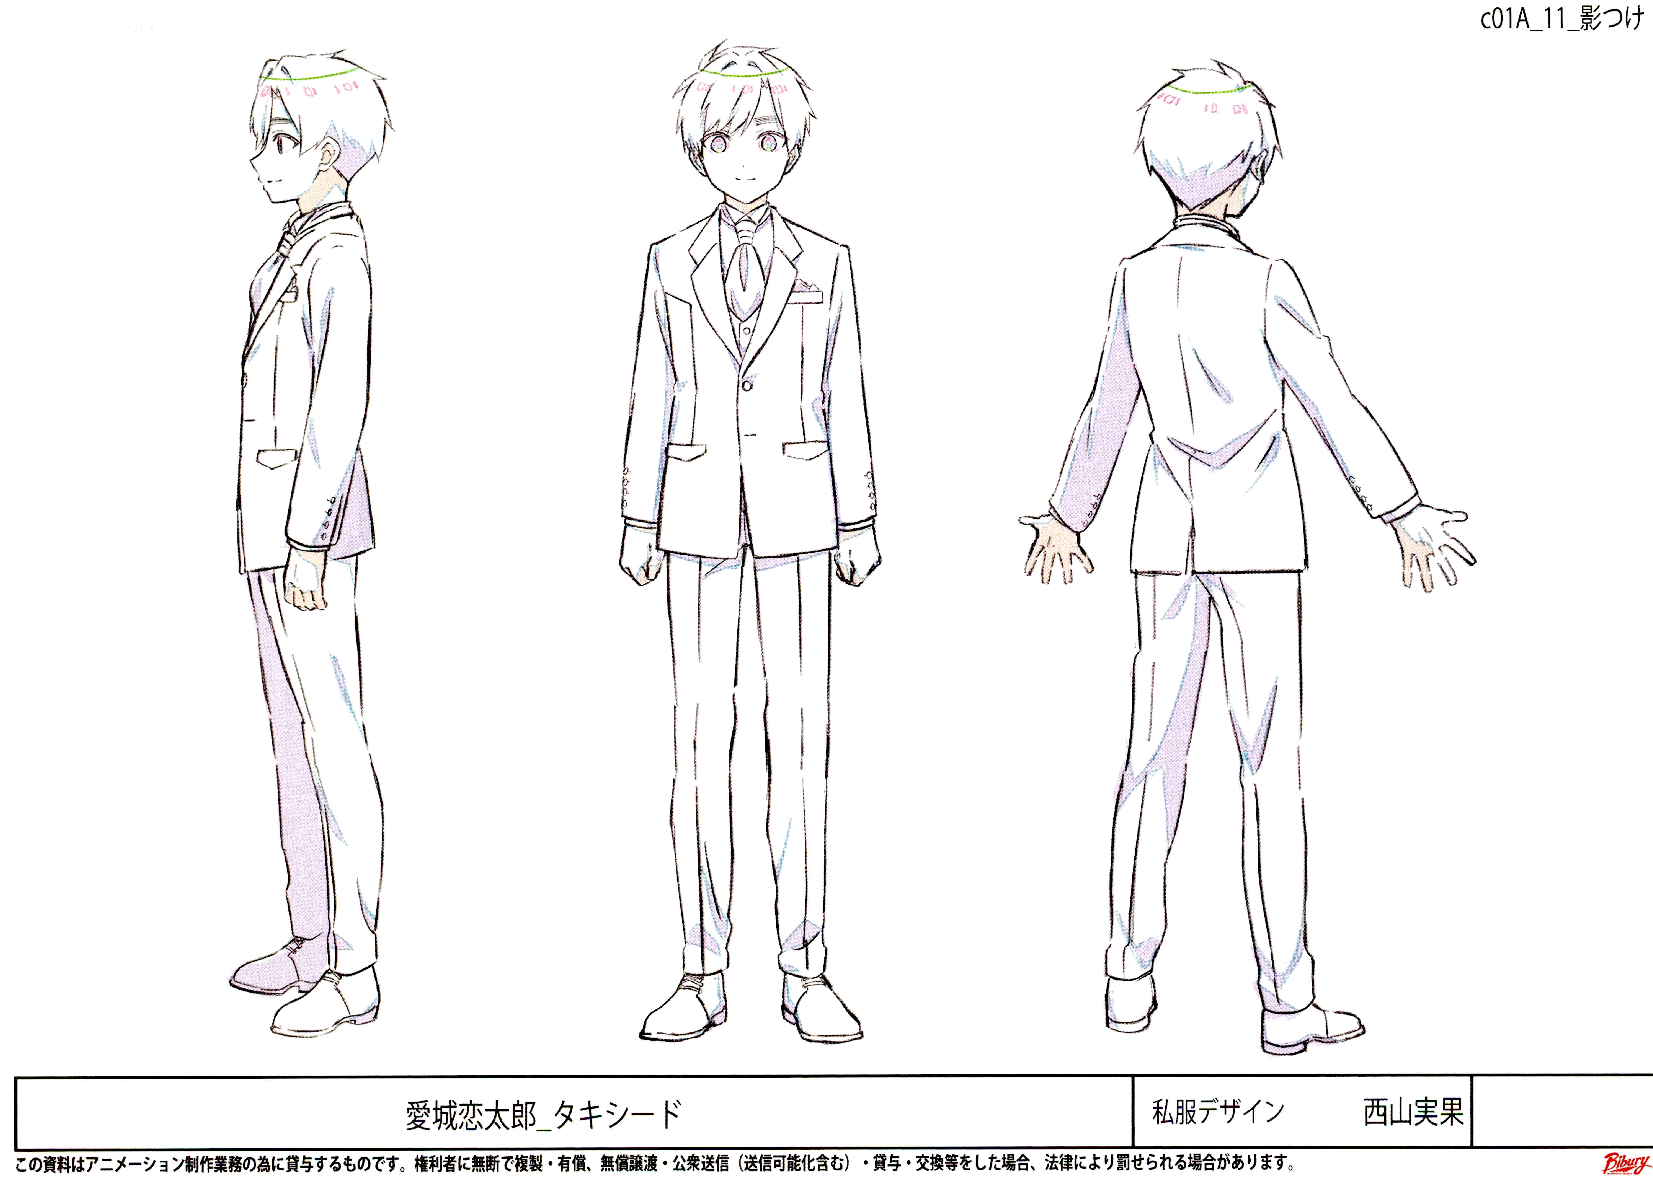 c01A_11_影つけ
愛城恋太郎_タキシード
私服デザイン 西山実果
この資料はアニメーション制作業務の為に貸与するものです。権利者に無断で複製・有償、無償譲渡・公衆送信（送信可能化含む）・貸与・交換等をした場合、法律により罰せられる場合があります。
Bibury